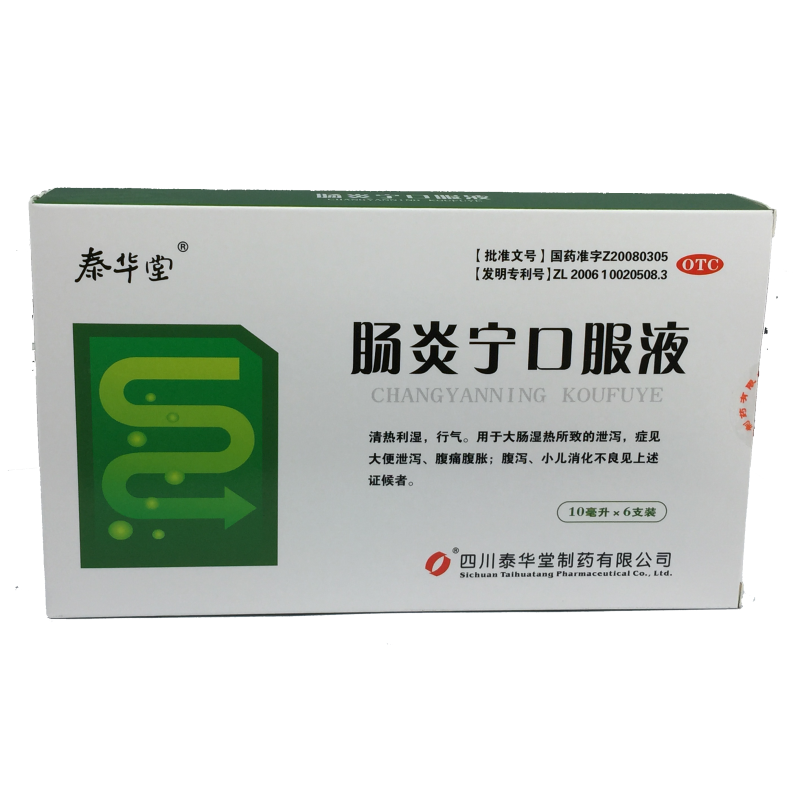 肠炎宁口服液
CHANGYANNING KOUFUYE
泰华堂®
【批准文号】国药准字Z20080305
【发明专利号】ZL 2006 1 0020508.3
OTC
肠炎宁口服液
CHANGYANNING KOUFUYE
清热利湿，行气。用于大肠湿热所致的泄泻，症见
大便泄泻、腹痛腹胀；腹泻、小儿消化不良见上述
证候者。
10毫升×6支装
®四川泰华堂制药有限公司
Sichuan Taihuatang Pharmaceutical Co., Ltd.